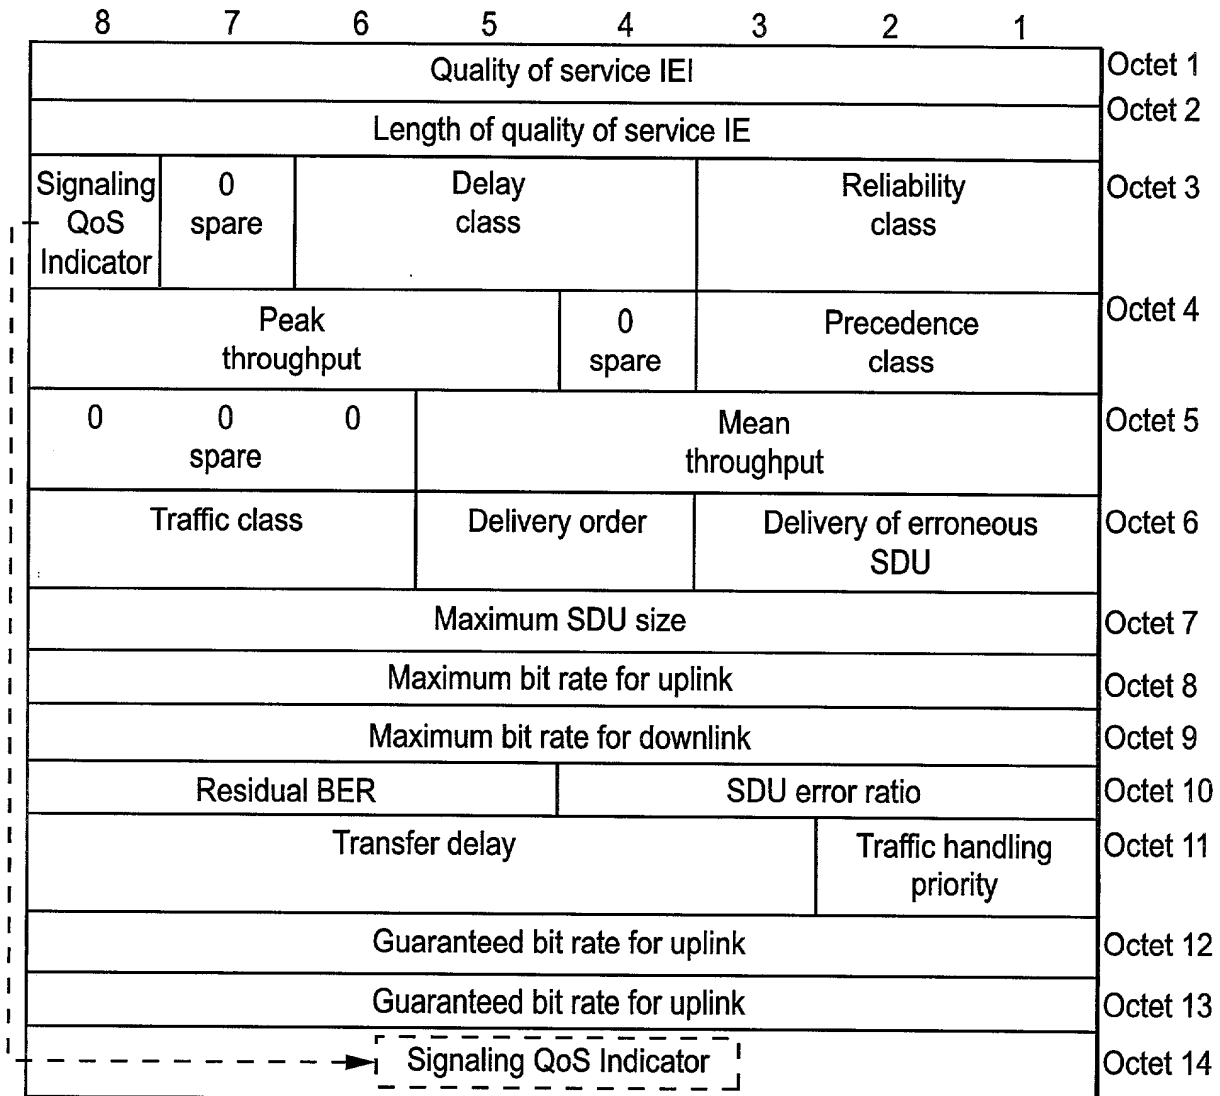 8 7 6 5 4 3 2 1
Quality of service IEI Octet 1
Length of quality of service IE Octet 2
Signaling 0 Delay Reliability Octet 3
QoS spare class class
Indicator
Peak 0 Precedence Octet 4
throughput spare class
0 0 0 Mean Octet 5
spare throughput
Traffic class Delivery order Delivery of erroneous Octet 6
SDU
Maximum SDU size Octet 7
Maximum bit rate for uplink Octet 8
Maximum bit rate for downlink Octet 9
Residual BER SDU error ratio Octet 10
Transfer delay Traffic handling Octet 11
priority
Guaranteed bit rate for uplink Octet 12
Guaranteed bit rate for uplink Octet 13
Signaling QoS Indicator Octet 14